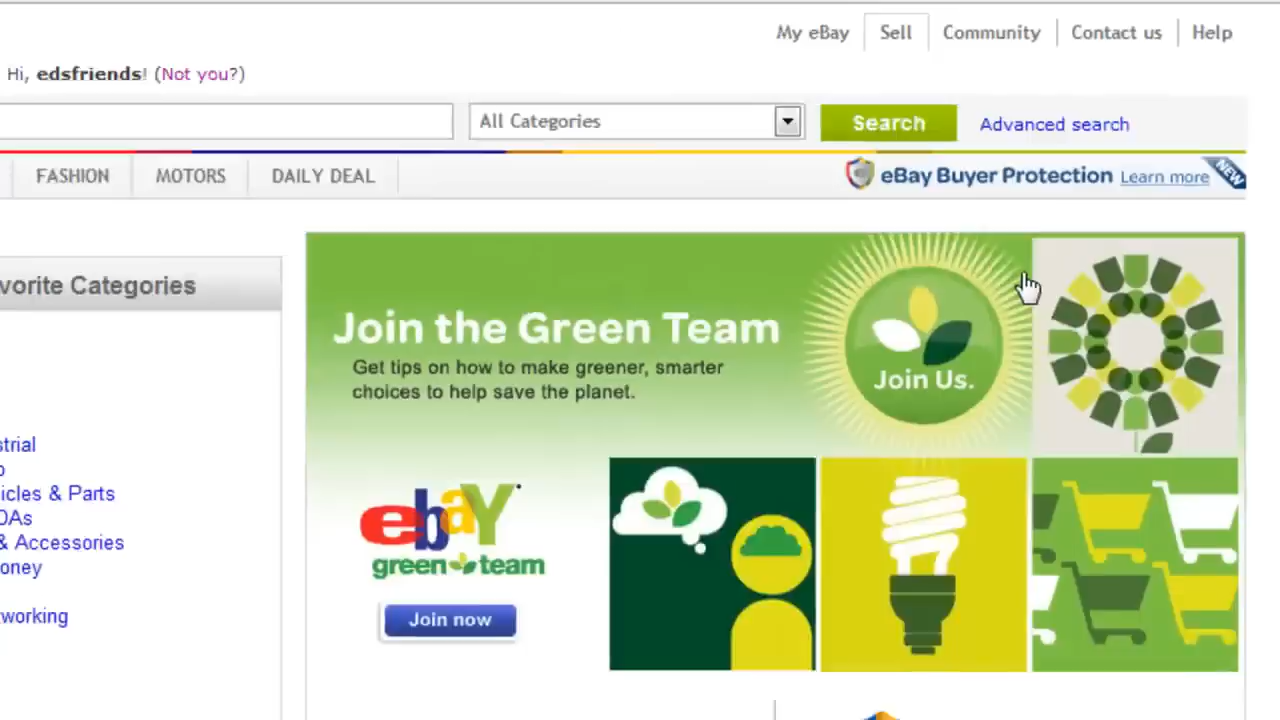 My eBay Sell Community Contact us Help
Hi, edsfriends! (Not you?)
All Categories Search Advanced search
FASHION MOTORS DAILY DEAL eBay Buyer Protection Learn more NEW
vorite Categories
Join the Green Team
Get tips on how to make greener, smarter
choices to help save the planet.
Join Us.
strial
icles & Parts
DAs
& Accessories
oney
working
ebay
green team
Join now